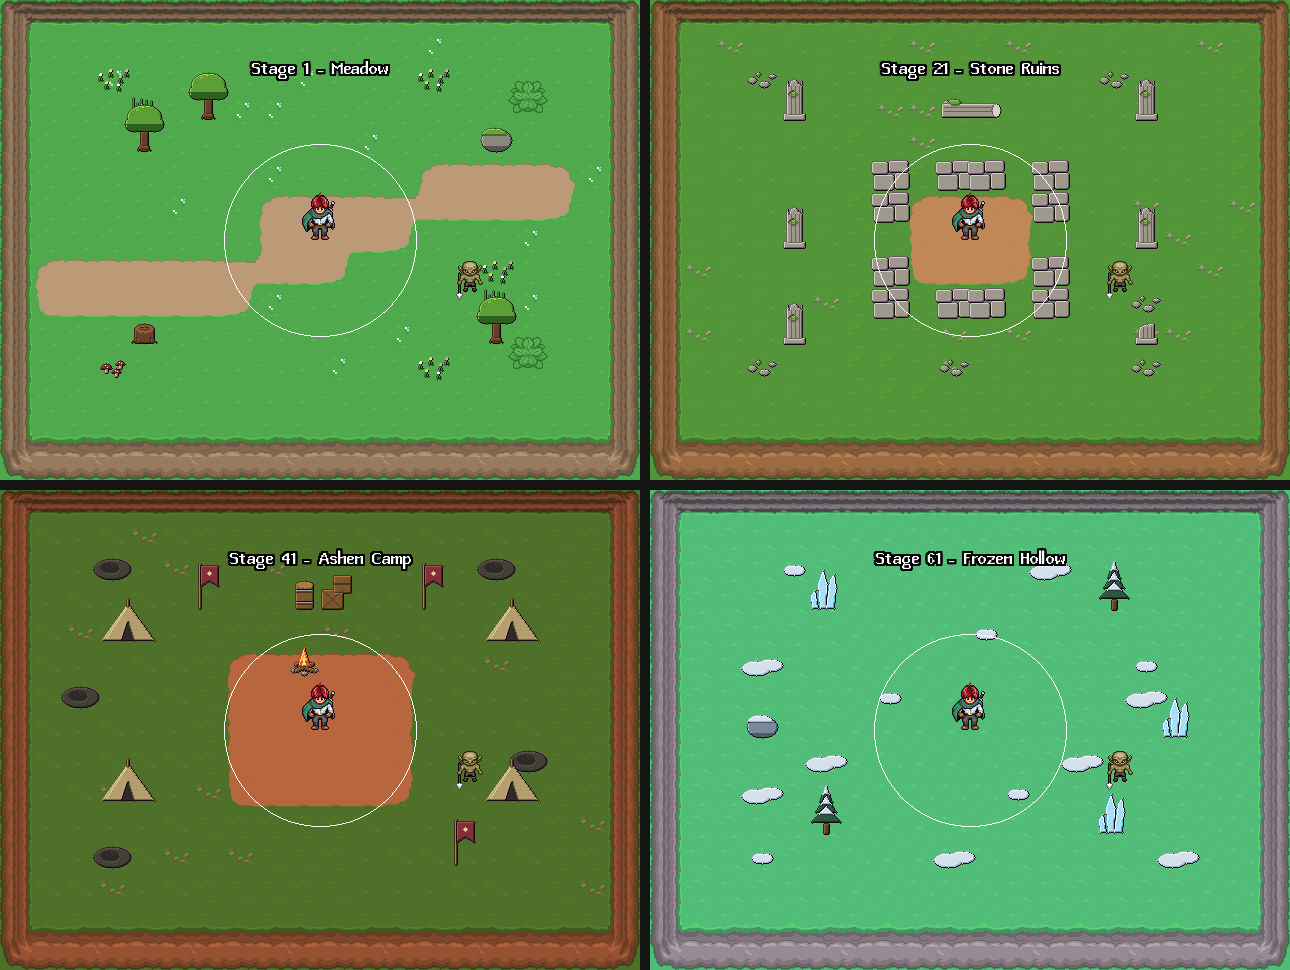 Stage 1 - Meadow
Stage 21 - Stone Ruins
Stage 41 - Ashen Camp
Stage 61 - Frozen Hollow